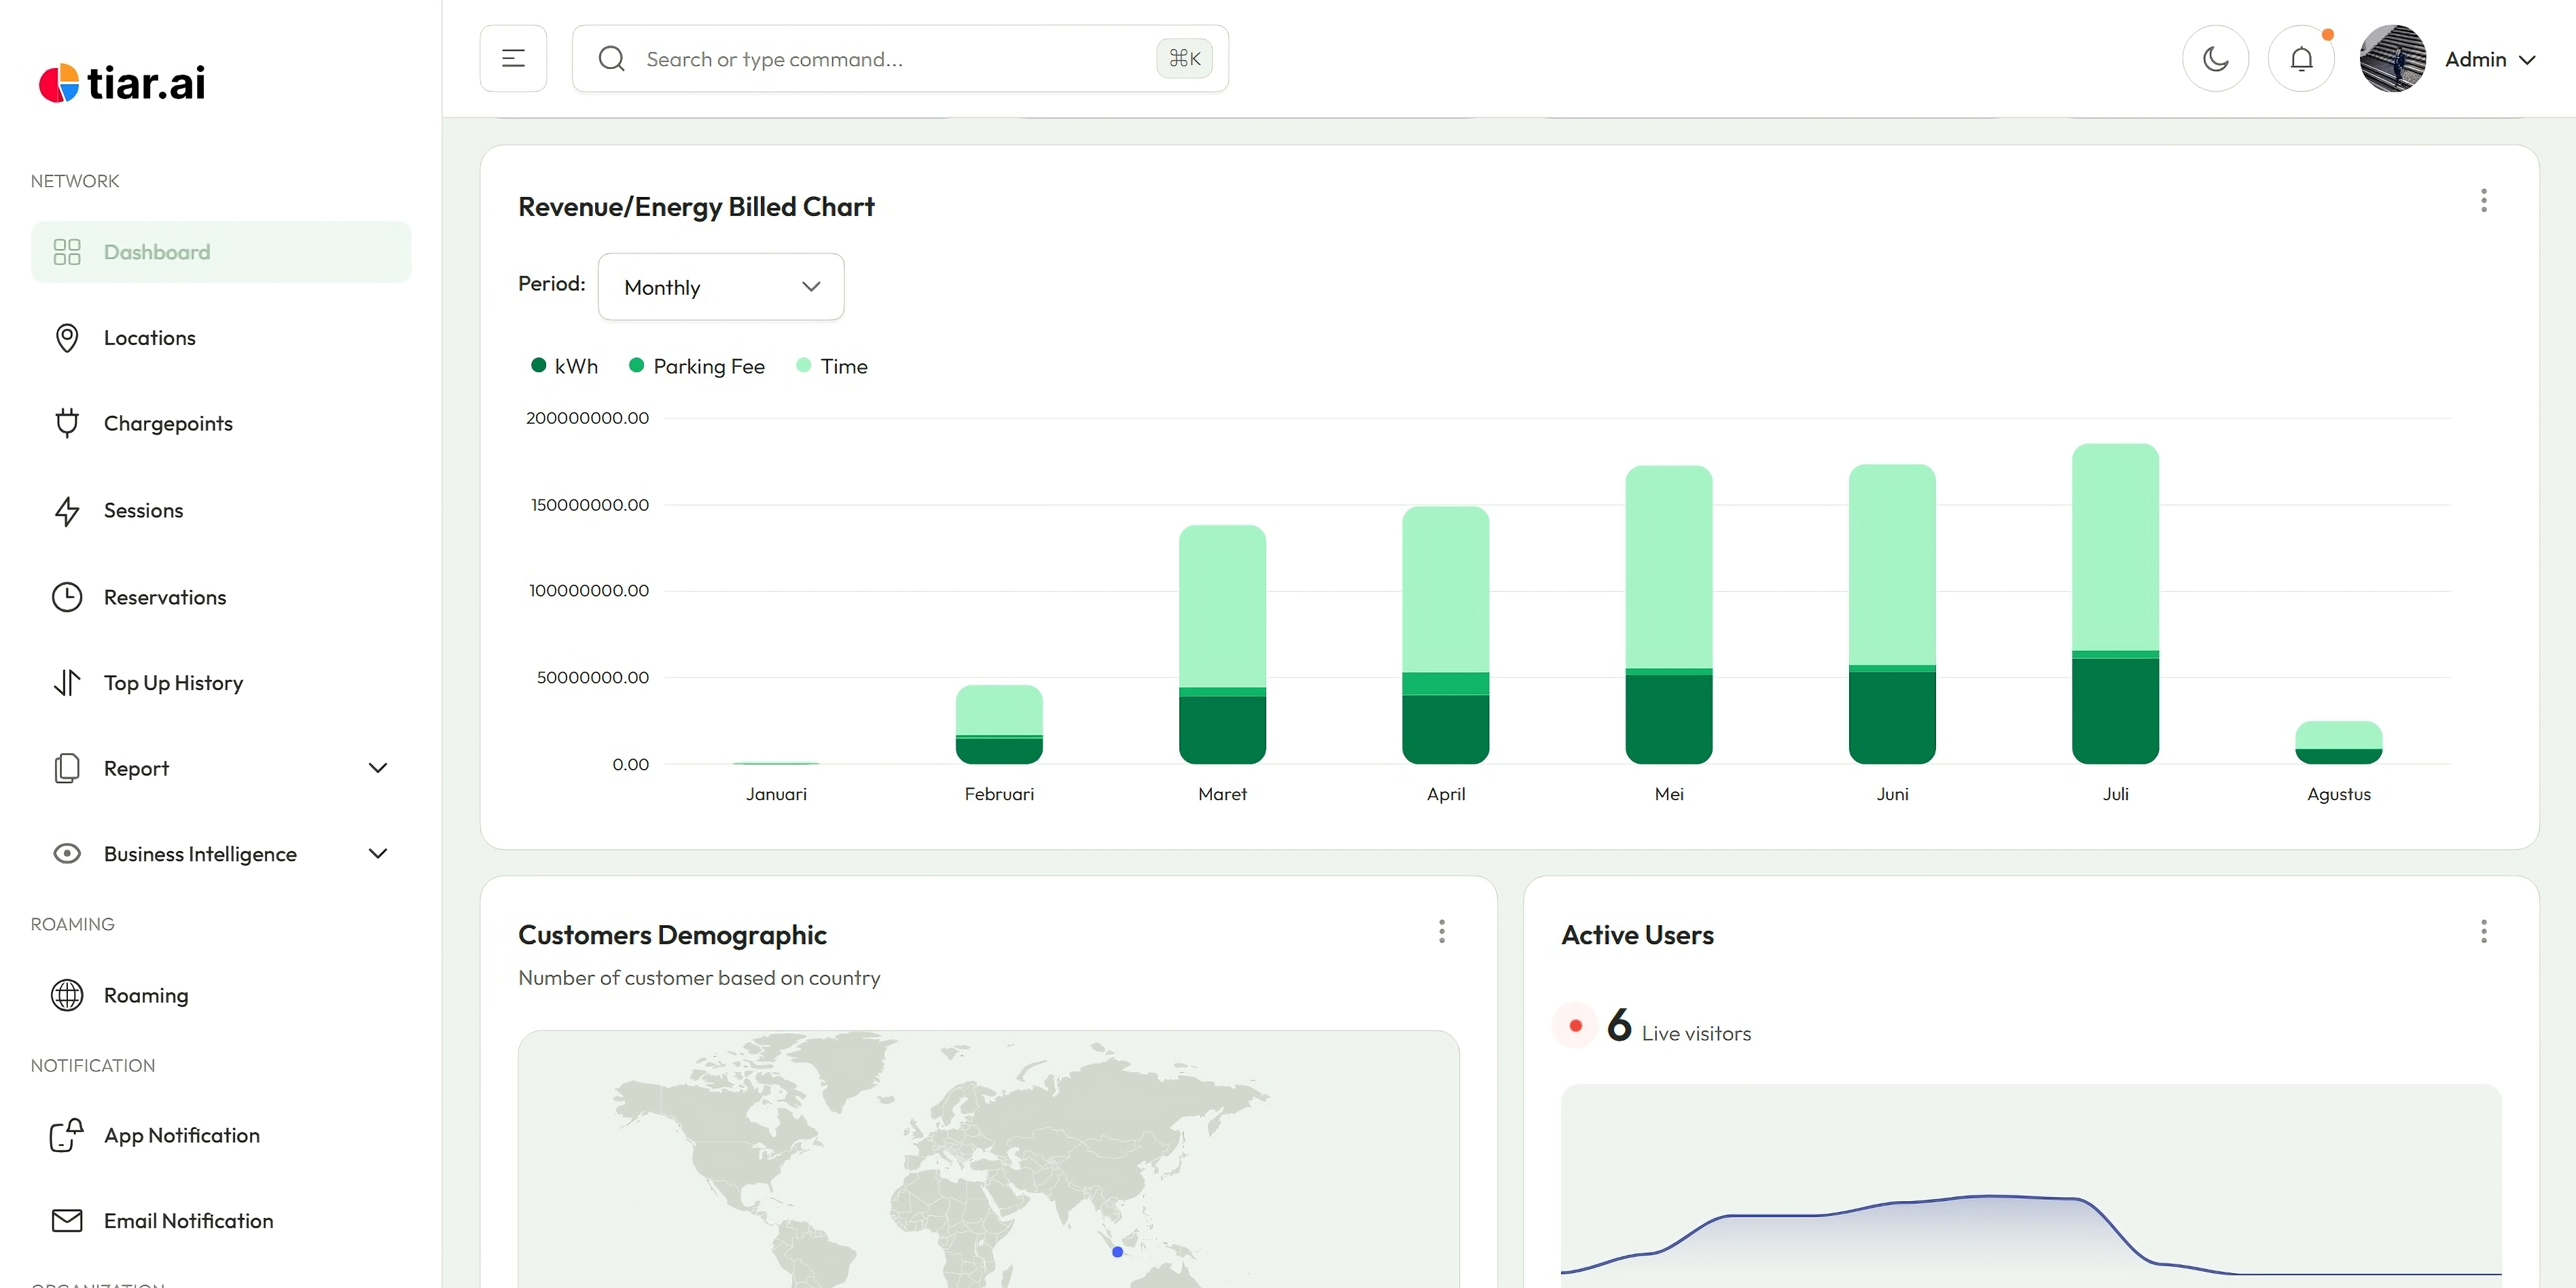 tiar.ai
Search or type command...
⌘K
Admin
NETWORK
Dashboard
Locations
Chargepoints
Sessions
Reservations
Top Up History
Report
Business Intelligence
ROAMING
Roaming
NOTIFICATION
App Notification
Email Notification
Revenue/Energy Billed Chart
Period: Monthly
kWh Parking Fee Time
200000000.00
150000000.00
100000000.00
50000000.00
0.00
Januari Februari Maret April Mei Juni Juli Agustus
Customers Demographic
Number of customer based on country
Active Users
6 Live visitors